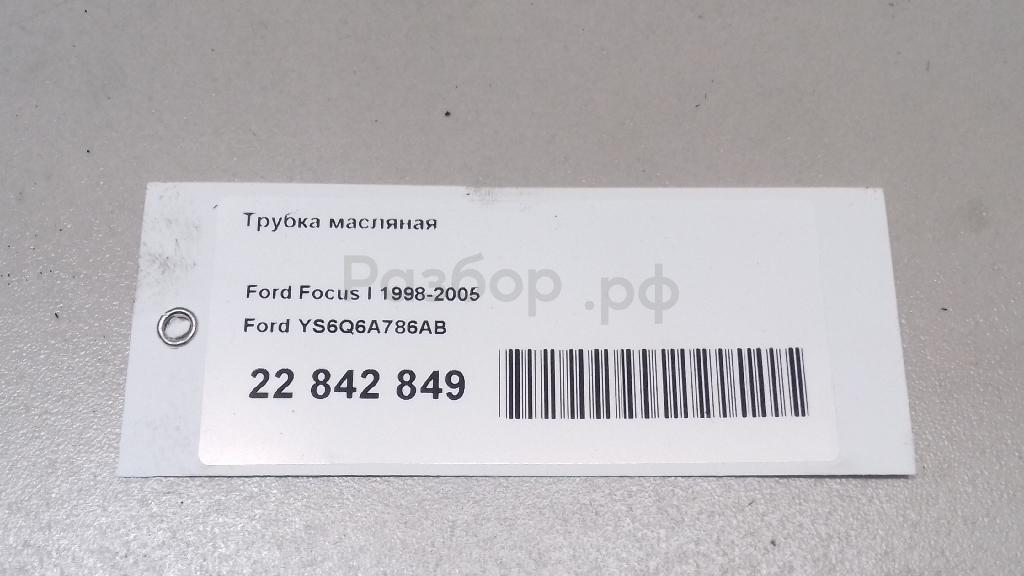 Трубка масляная
Разбор.рф
Ford Focus I 1998-2005
Ford YS6Q6A786AB
22 842 849